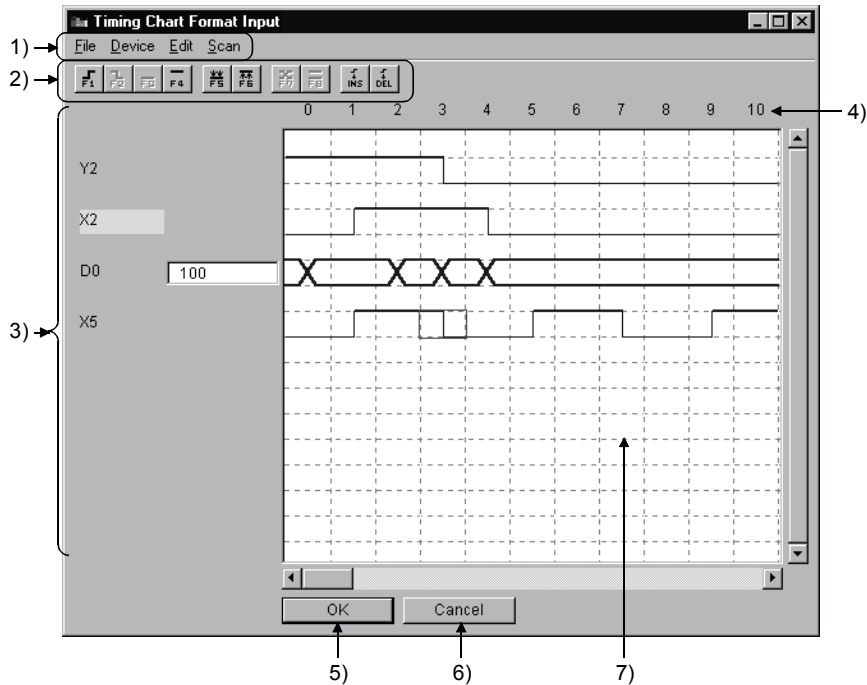 Timing Chart Format Input
1)
File Device Edit Scan
2)
F1 F2 F3 F4 F5 F6 F7 F8 INS DEL
0 1 2 3 4 5 6 7 8 9 10
4)
Y2
X2
D0 100
X5
3)
OK Cancel
5) 6) 7)